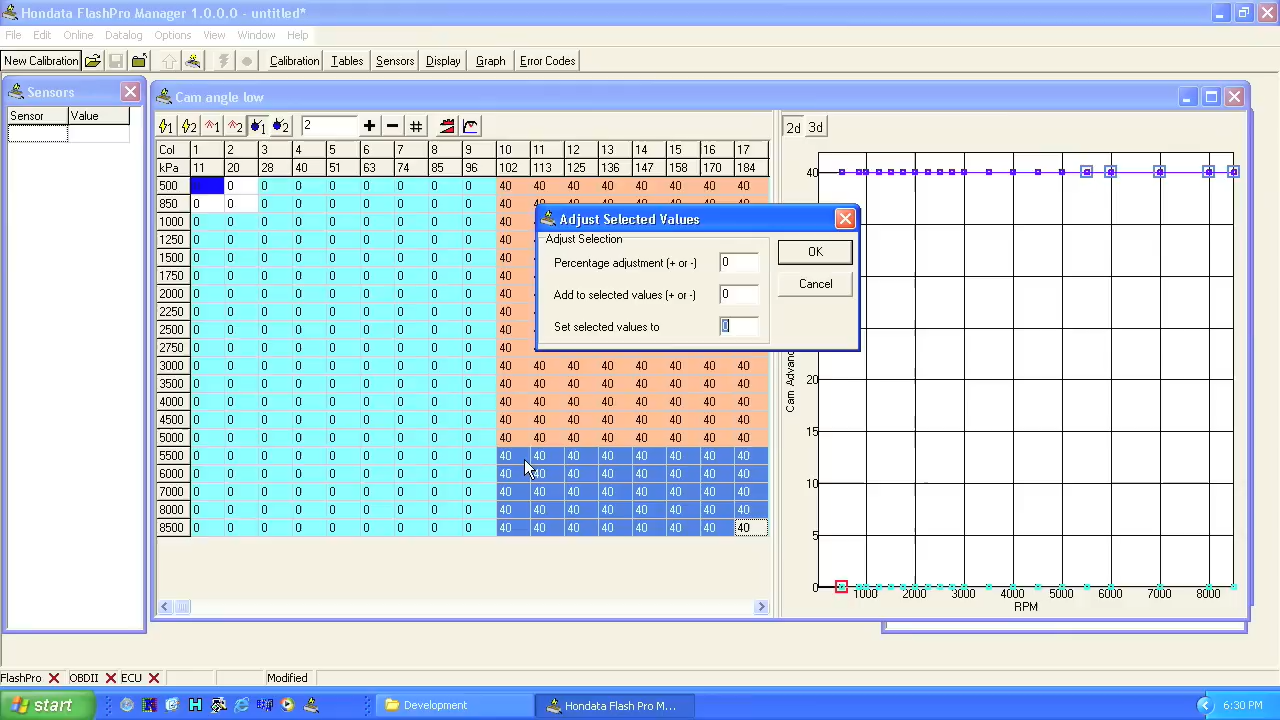 Hondata FlashPro Manager 1.0.0.0 - untitled*
File Edit Online Datalog Options View Window Help
New Calibration Calibration Tables Sensors Display Graph Error Codes
Sensors
Sensor Value
Cam angle low
1 2 1 2 1 2 2 2d 3d
Col 1 2 3 4 5 6 7 8 9 10 11 12 13 14 15 16 17
kPa 11 20 28 40 51 63 74 85 96 102 113 125 136 147 158 170 184
500 0 0 0 0 0 0 0 0 40 40 40 40 40 40 40 40
850 0 0 0 0 0 0 0 0 0 40 40 40 40 40 40 40 40
1000 0 0 0 0 0 0 0 0 0 40
1250 0 0 0 0 0 0 0 0 0 40
1500 0 0 0 0 0 0 0 0 0 40
1750 0 0 0 0 0 0 0 0 0 40
2000 0 0 0 0 0 0 0 0 0 40
2250 0 0 0 0 0 0 0 0 0 40
2500 0 0 0 0 0 0 0 0 0 40
2750 0 0 0 0 0 0 0 0 0 40
3000 0 0 0 0 0 0 0 0 0 40 40 40 40 40 40 40 40
3500 0 0 0 0 0 0 0 0 0 40 40 40 40 40 40 40 40
4000 0 0 0 0 0 0 0 0 0 40 40 40 40 40 40 40 40
4500 0 0 0 0 0 0 0 0 0 40 40 40 40 40 40 40 40
5000 0 0 0 0 0 0 0 0 0 40 40 40 40 40 40 40 40
5500 0 0 0 0 0 0 0 0 0 40 40 40 40 40 40 40 40
6000 0 0 0 0 0 0 0 0 0 40 40 40 40 40 40 40 40
7000 0 0 0 0 0 0 0 0 0 40 40 40 40 40 40 40 40
8000 0 0 0 0 0 0 0 0 0 40 40 40 40 40 40 40 40
8500 0 0 0 0 0 0 0 0 0 40 40 40 40 40 40 40 40
Adjust Selected Values
Adjust Selection
Percentage adjustment (+ or -) 0
Add to selected values (+ or -) 0
Set selected values to 0
OK
Cancel
40
20
15
10
5
0
Cam Advanc
1000 2000 3000 4000 5000 6000 7000 8000
RPM
FlashPro OBDII ECU Modified
start Development Hondata Flash Pro M... 6:30 PM